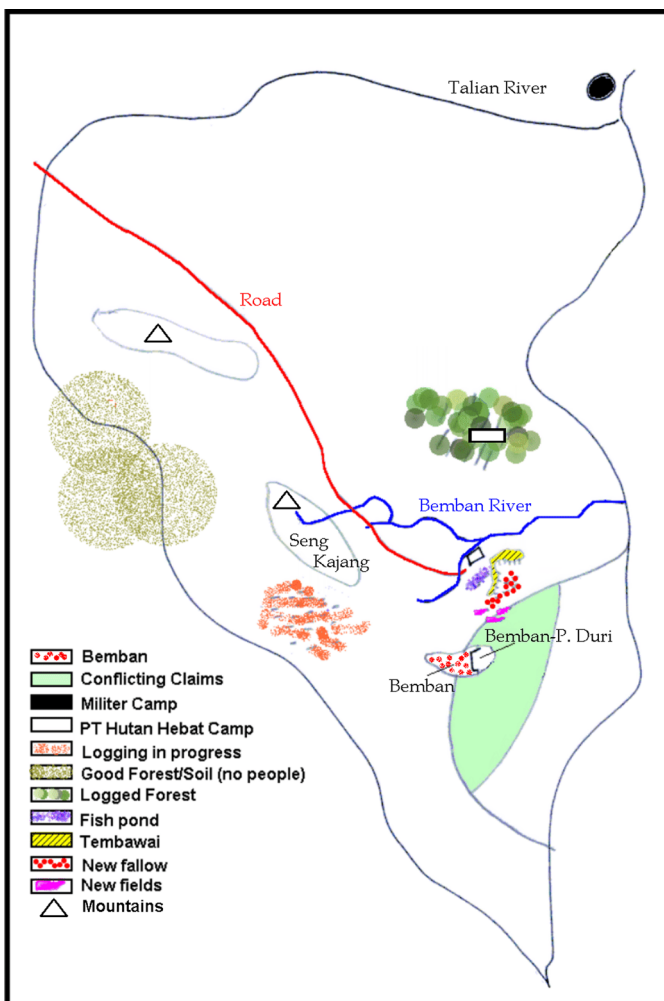 Talian River
Road
Bemban River
Seng
Kajang
Bemban-P. Duri
Bemban
Bemban
Conflicting Claims
Militer Camp
PT Hutan Hebat Camp
Logging in progress
Good Forest/Soil (no people)
Logged Forest
Fish pond
Tembawai
New fallow
New fields
Mountains